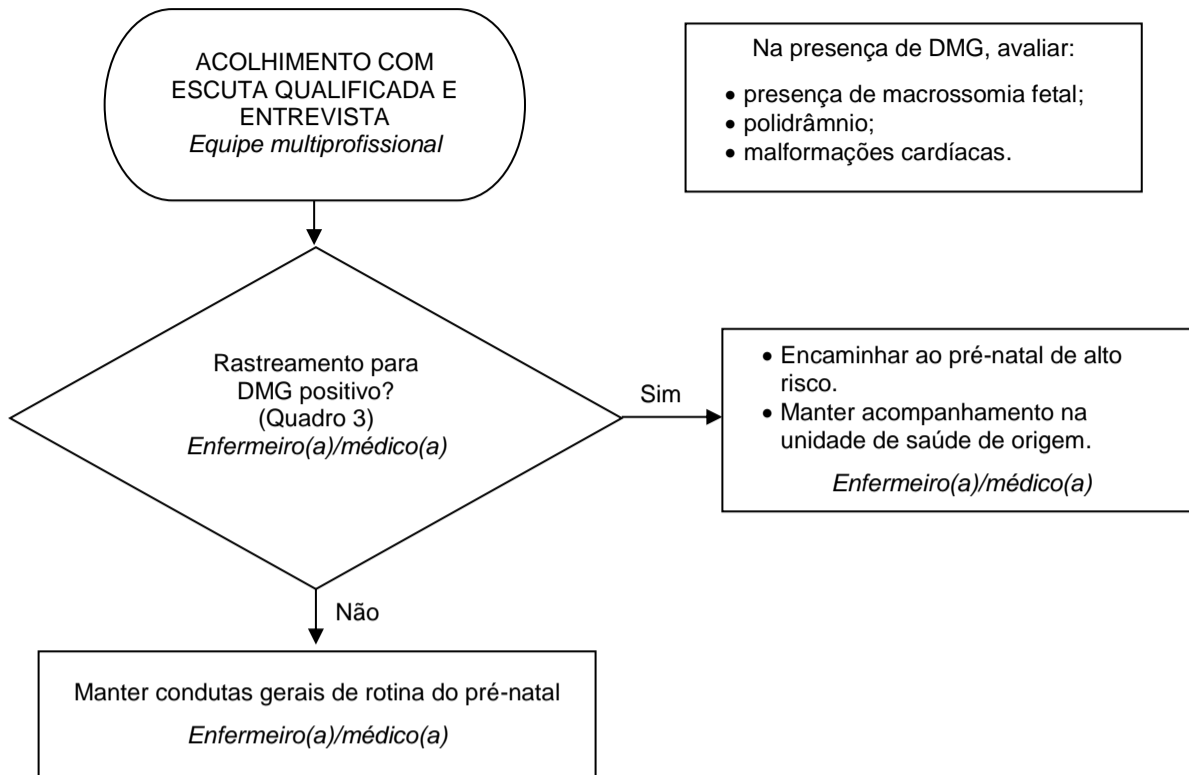 ACOLHIMENTO COM
ESCUTA QUALIFICADA E
ENTREVISTA
Equipe multiprofissional
Na presença de DMG, avaliar:
• presença de macrossomia fetal;
• polidrâmnio;
• malformações cardíacas.
Rastreamento para
DMG positivo?
(Quadro 3)
Enfermeiro(a)/médico(a)
Sim
• Encaminhar ao pré-natal de alto
risco.
• Manter acompanhamento na
unidade de saúde de origem.
Enfermeiro(a)/médico(a)
Não
Manter condutas gerais de rotina do pré-natal
Enfermeiro(a)/médico(a)